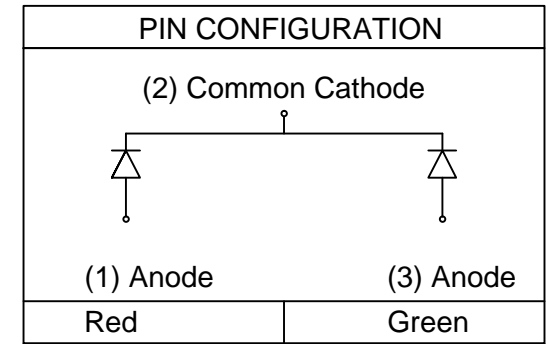 PIN CONFIGURATION
(2) Common Cathode
(1) Anode (3) Anode
Red Green